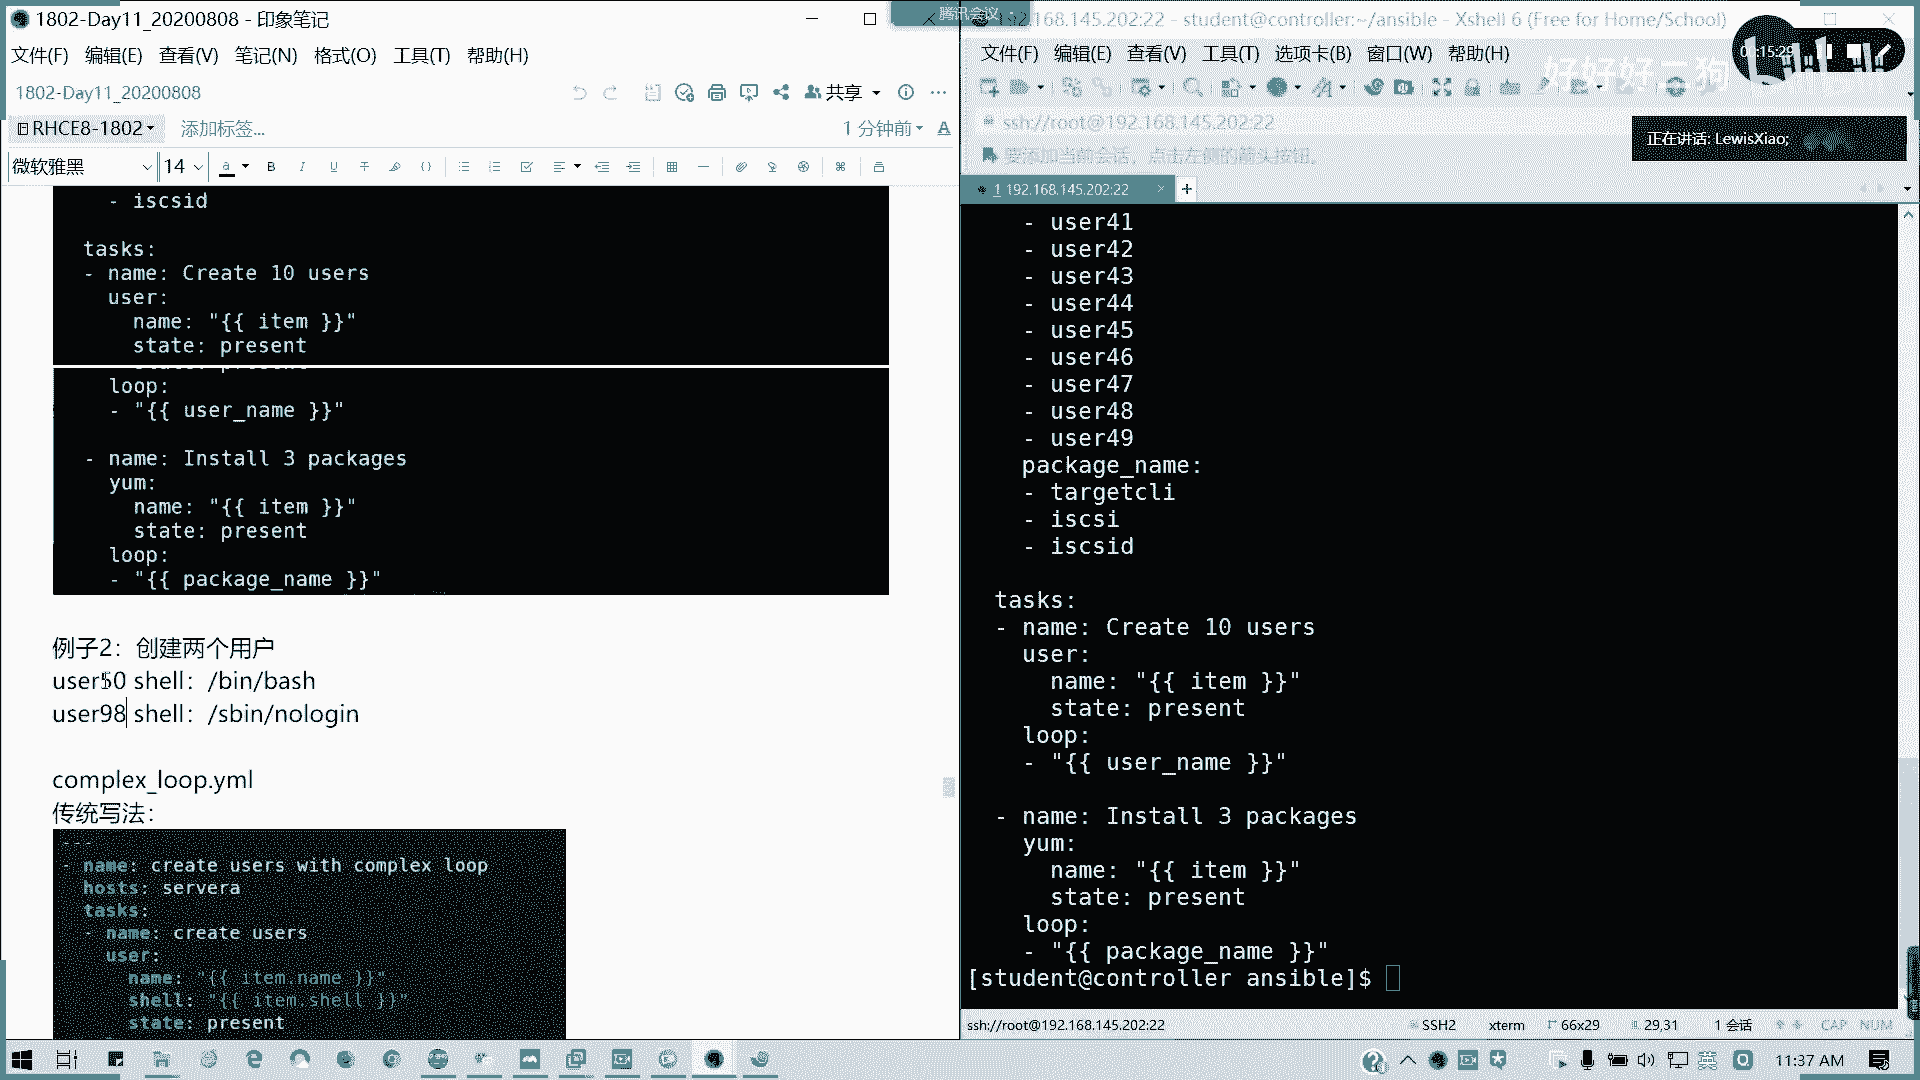 1802-Day11_20200808 - 印象笔记
文件(F) 编辑(E) 查看(V) 笔记(N) 格式(O) 工具(T) 帮助(H)
1802-Day11_20200808
共享
RHCE8-1802
添加标签...
1 分钟前
微软雅黑
14
- iscsid
tasks:
- name: Create 10 users
user:
name: "{{ item }}"
state: present
loop:
- "{{ user_name }}"
- name: Install 3 packages
yum:
name: "{{ item }}"
state: present
loop:
- "{{ package_name }}"
例子2：创建两个用户
user50 shell：/bin/bash
user98 shell：/sbin/nologin
complex_loop.yml
传统写法：
---
- name: create users with complex loop
hosts: servera
tasks:
- name: create users
user:
name: "{{ item.name }}"
shell: "{{ item.shell }}"
state: present
腾讯会议
192.168.145.202:22 - student@controller:~/ansible - Xshell 6 (Free for Home/School)
文件(F) 编辑(E) 查看(V) 工具(T) 选项卡(B) 窗口(W) 帮助(H)
15:29
好好好二狗
ssh://root@192.168.145.202:22
要添加当前会话，点击左侧的箭头按钮。
正在讲话: LewisXiao;
1 192.168.145.202:22
- user41
- user42
- user43
- user44
- user45
- user46
- user47
- user48
- user49
package_name:
- targetcli
- iscsi
- iscsid
tasks:
- name: Create 10 users
user:
name: "{{ item }}"
state: present
loop:
- "{{ user_name }}"
- name: Install 3 packages
yum:
name: "{{ item }}"
state: present
loop:
- "{{ package_name }}"
[student@controller ansible]$
ssh://root@192.168.145.202:22
SSH2 xterm 66x29 29,31 1 会话 CAP NUM
英
11:37 AM